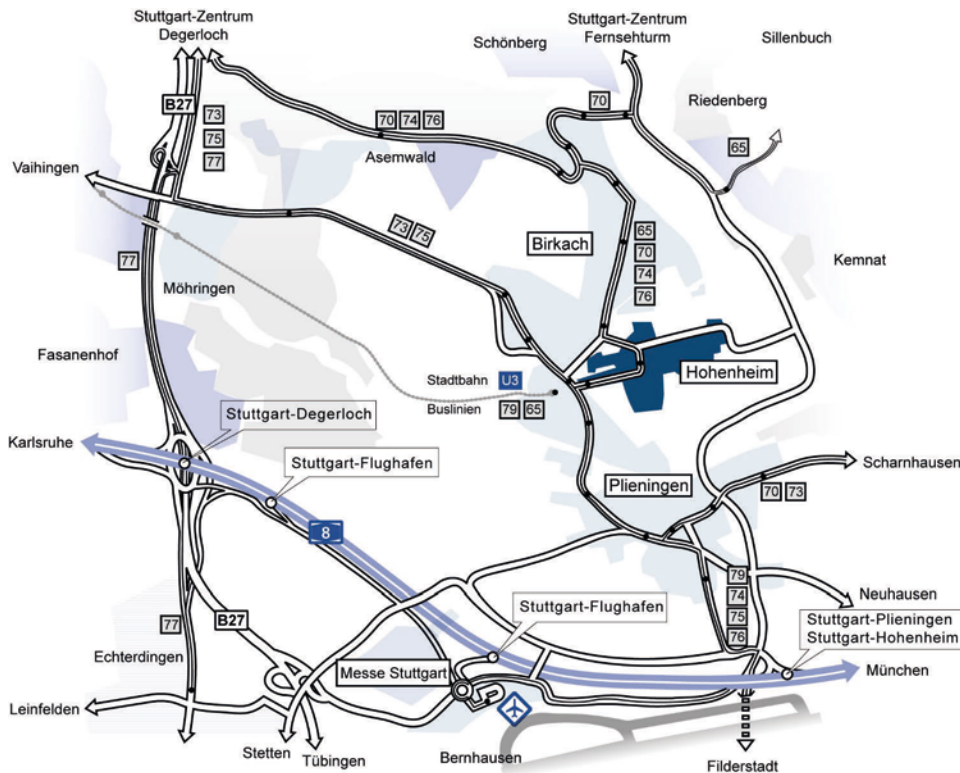 Stuttgart-Zentrum
Degerloch
Stuttgart-Zentrum
Fernsehturm
Schönberg
Sillenbuch
B27
73
75
77
70 74 76
Asemwald
70
Riedenberg
65
Vaihingen
73 75
Birkach
65
70
74
76
Kemnat
77
Möhringen
Fasanenhof
Hohenheim
Stadtbahn U3
Buslinien 79 65
Stuttgart-Degerloch
Karlsruhe
Stuttgart-Flughafen
Plieningen
Scharnhausen
70 73
8
79
74
75
76
Neuhausen
Stuttgart-Flughafen
Stuttgart-Plieningen
Stuttgart-Hohenheim
77
B27
Echterdingen
Messe Stuttgart
München
Leinfelden
Stetten
Tübingen
Bernhausen
Filderstadt